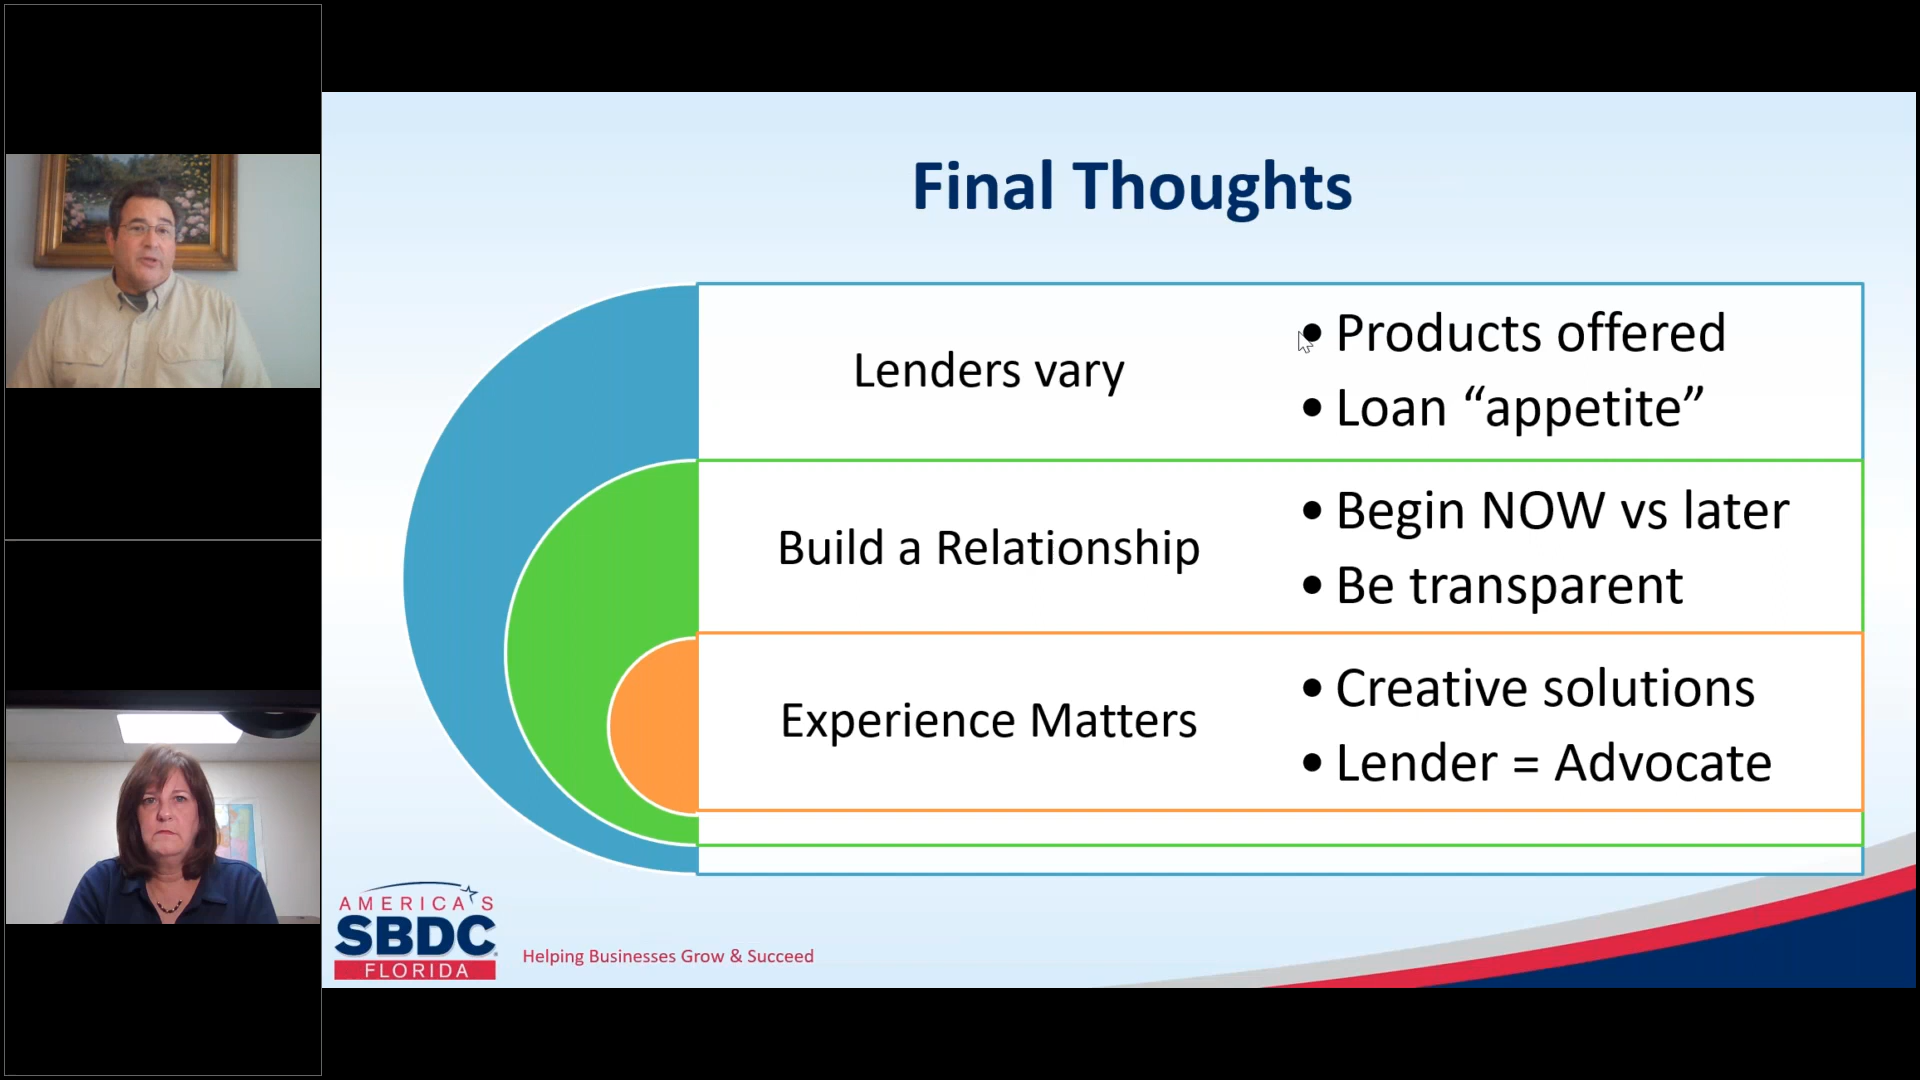 Final Thoughts
Lenders vary
• Products offered
• Loan “appetite”
Build a Relationship
• Begin NOW vs later
• Be transparent
Experience Matters
• Creative solutions
• Lender = Advocate
AMERICA'S
SBDC
FLORIDA
Helping Businesses Grow & Succeed